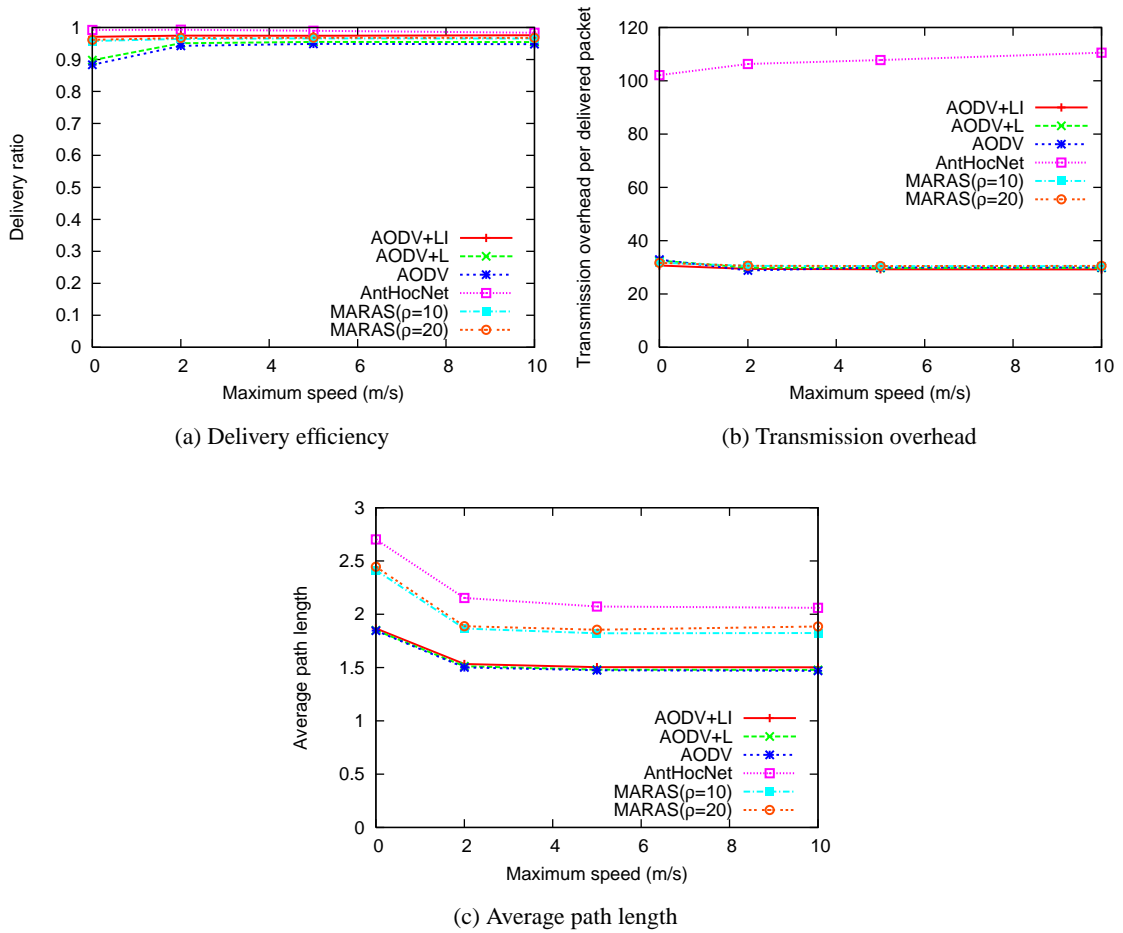 1
0.9
0.8
0.7
0.6
0.5
0.4
0.3
0.2
0.1
0
Delivery ratio
AODV+LI
AODV+L
AODV
AntHocNet
MARAS(ρ=10)
MARAS(ρ=20)
0 2 4 6 8 10
Maximum speed (m/s)
(a) Delivery efficiency
120
100
80
60
40
20
0
Transmission overhead per delivered packet
AODV+LI
AODV+L
AODV
AntHocNet
MARAS(ρ=10)
MARAS(ρ=20)
0 2 4 6 8 10
Maximum speed (m/s)
(b) Transmission overhead
3
2.5
2
1.5
1
0.5
0
Average path length
AODV+LI
AODV+L
AODV
AntHocNet
MARAS(ρ=10)
MARAS(ρ=20)
0 2 4 6 8 10
Maximum speed (m/s)
(c) Average path length